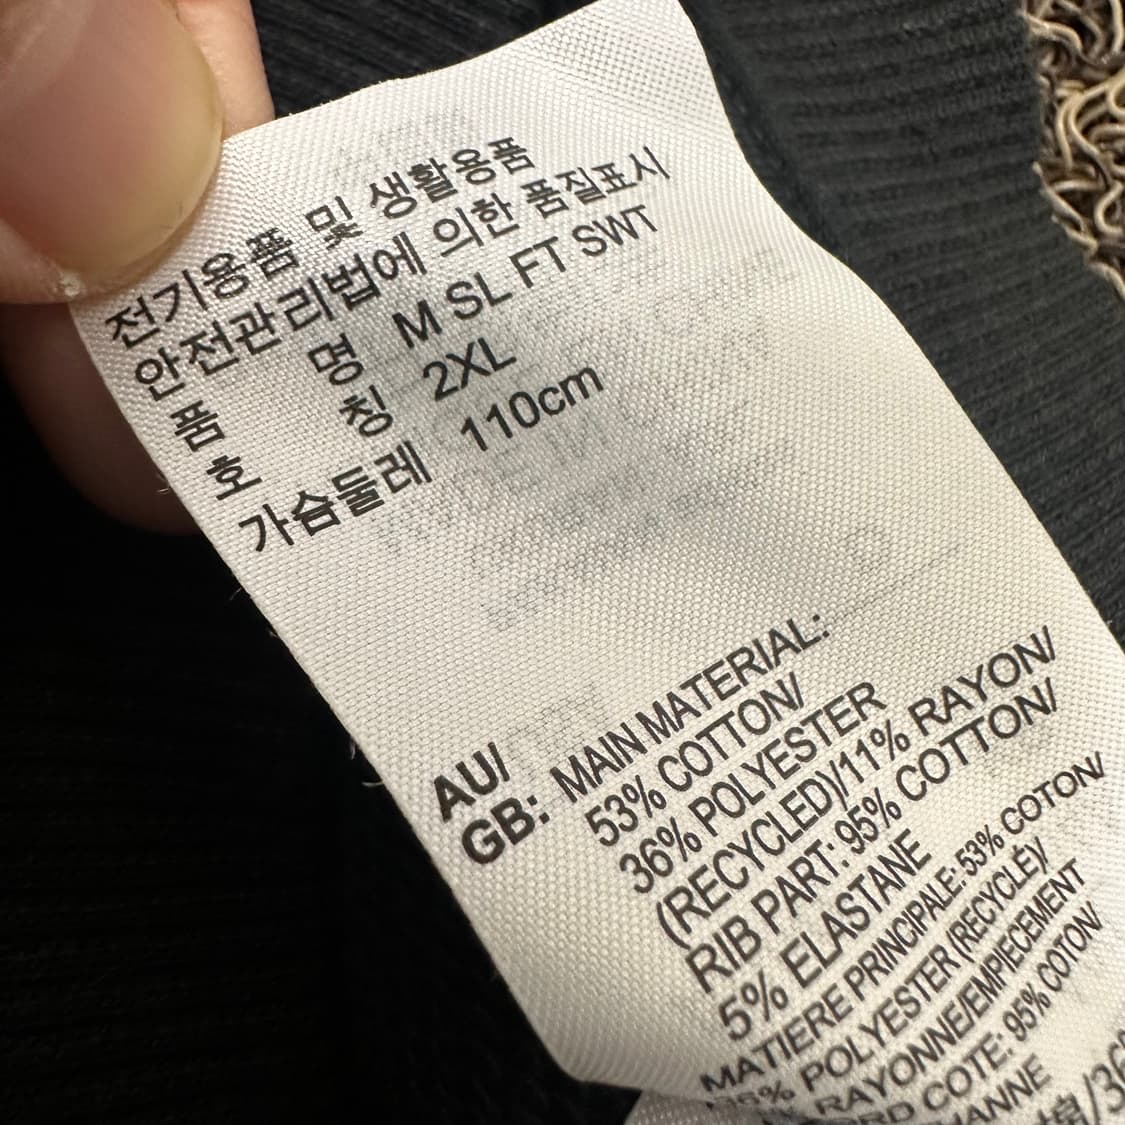 전기용품 및 생활용품
안전관리법에 의한 품질표시
품 명 M SL FT SWT
호 칭 2XL
가슴둘레 110cm
AU/
GB: MAIN MATERIAL:
53% COTTON/
36% POLYESTER
(RECYCLED)/11% RAYON/
RIB PART: 95% COTTON/
5% ELASTANE
MATIERE PRINCIPALE: 53% COTON/
36% POLYESTER (RECYCLÉ)/
RAYONNE/EMPIECEMENT
BORD COTE: 95% COTON/